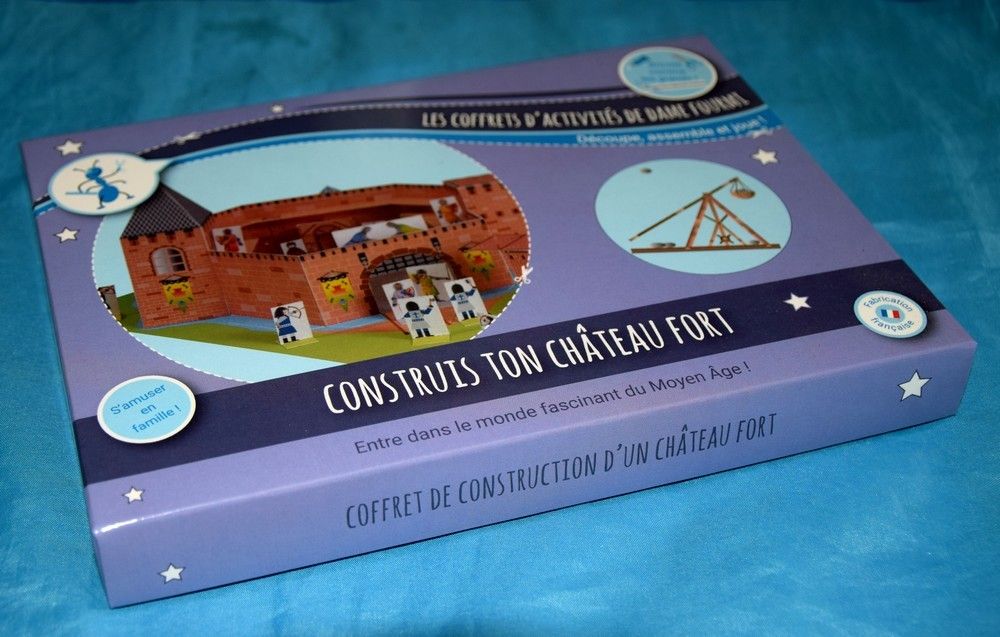 LES COFFRETS D'ACTIVITÉS DE DAME FOURMI
Découpe, assemble et joue !
CONSTRUIS TON CHÂTEAU FORT
Entre dans le monde fascinant du Moyen Âge !
Fabrication
française
S'amuser
en
famille !
COFFRET DE CONSTRUCTION D'UN CHÂTEAU FORT